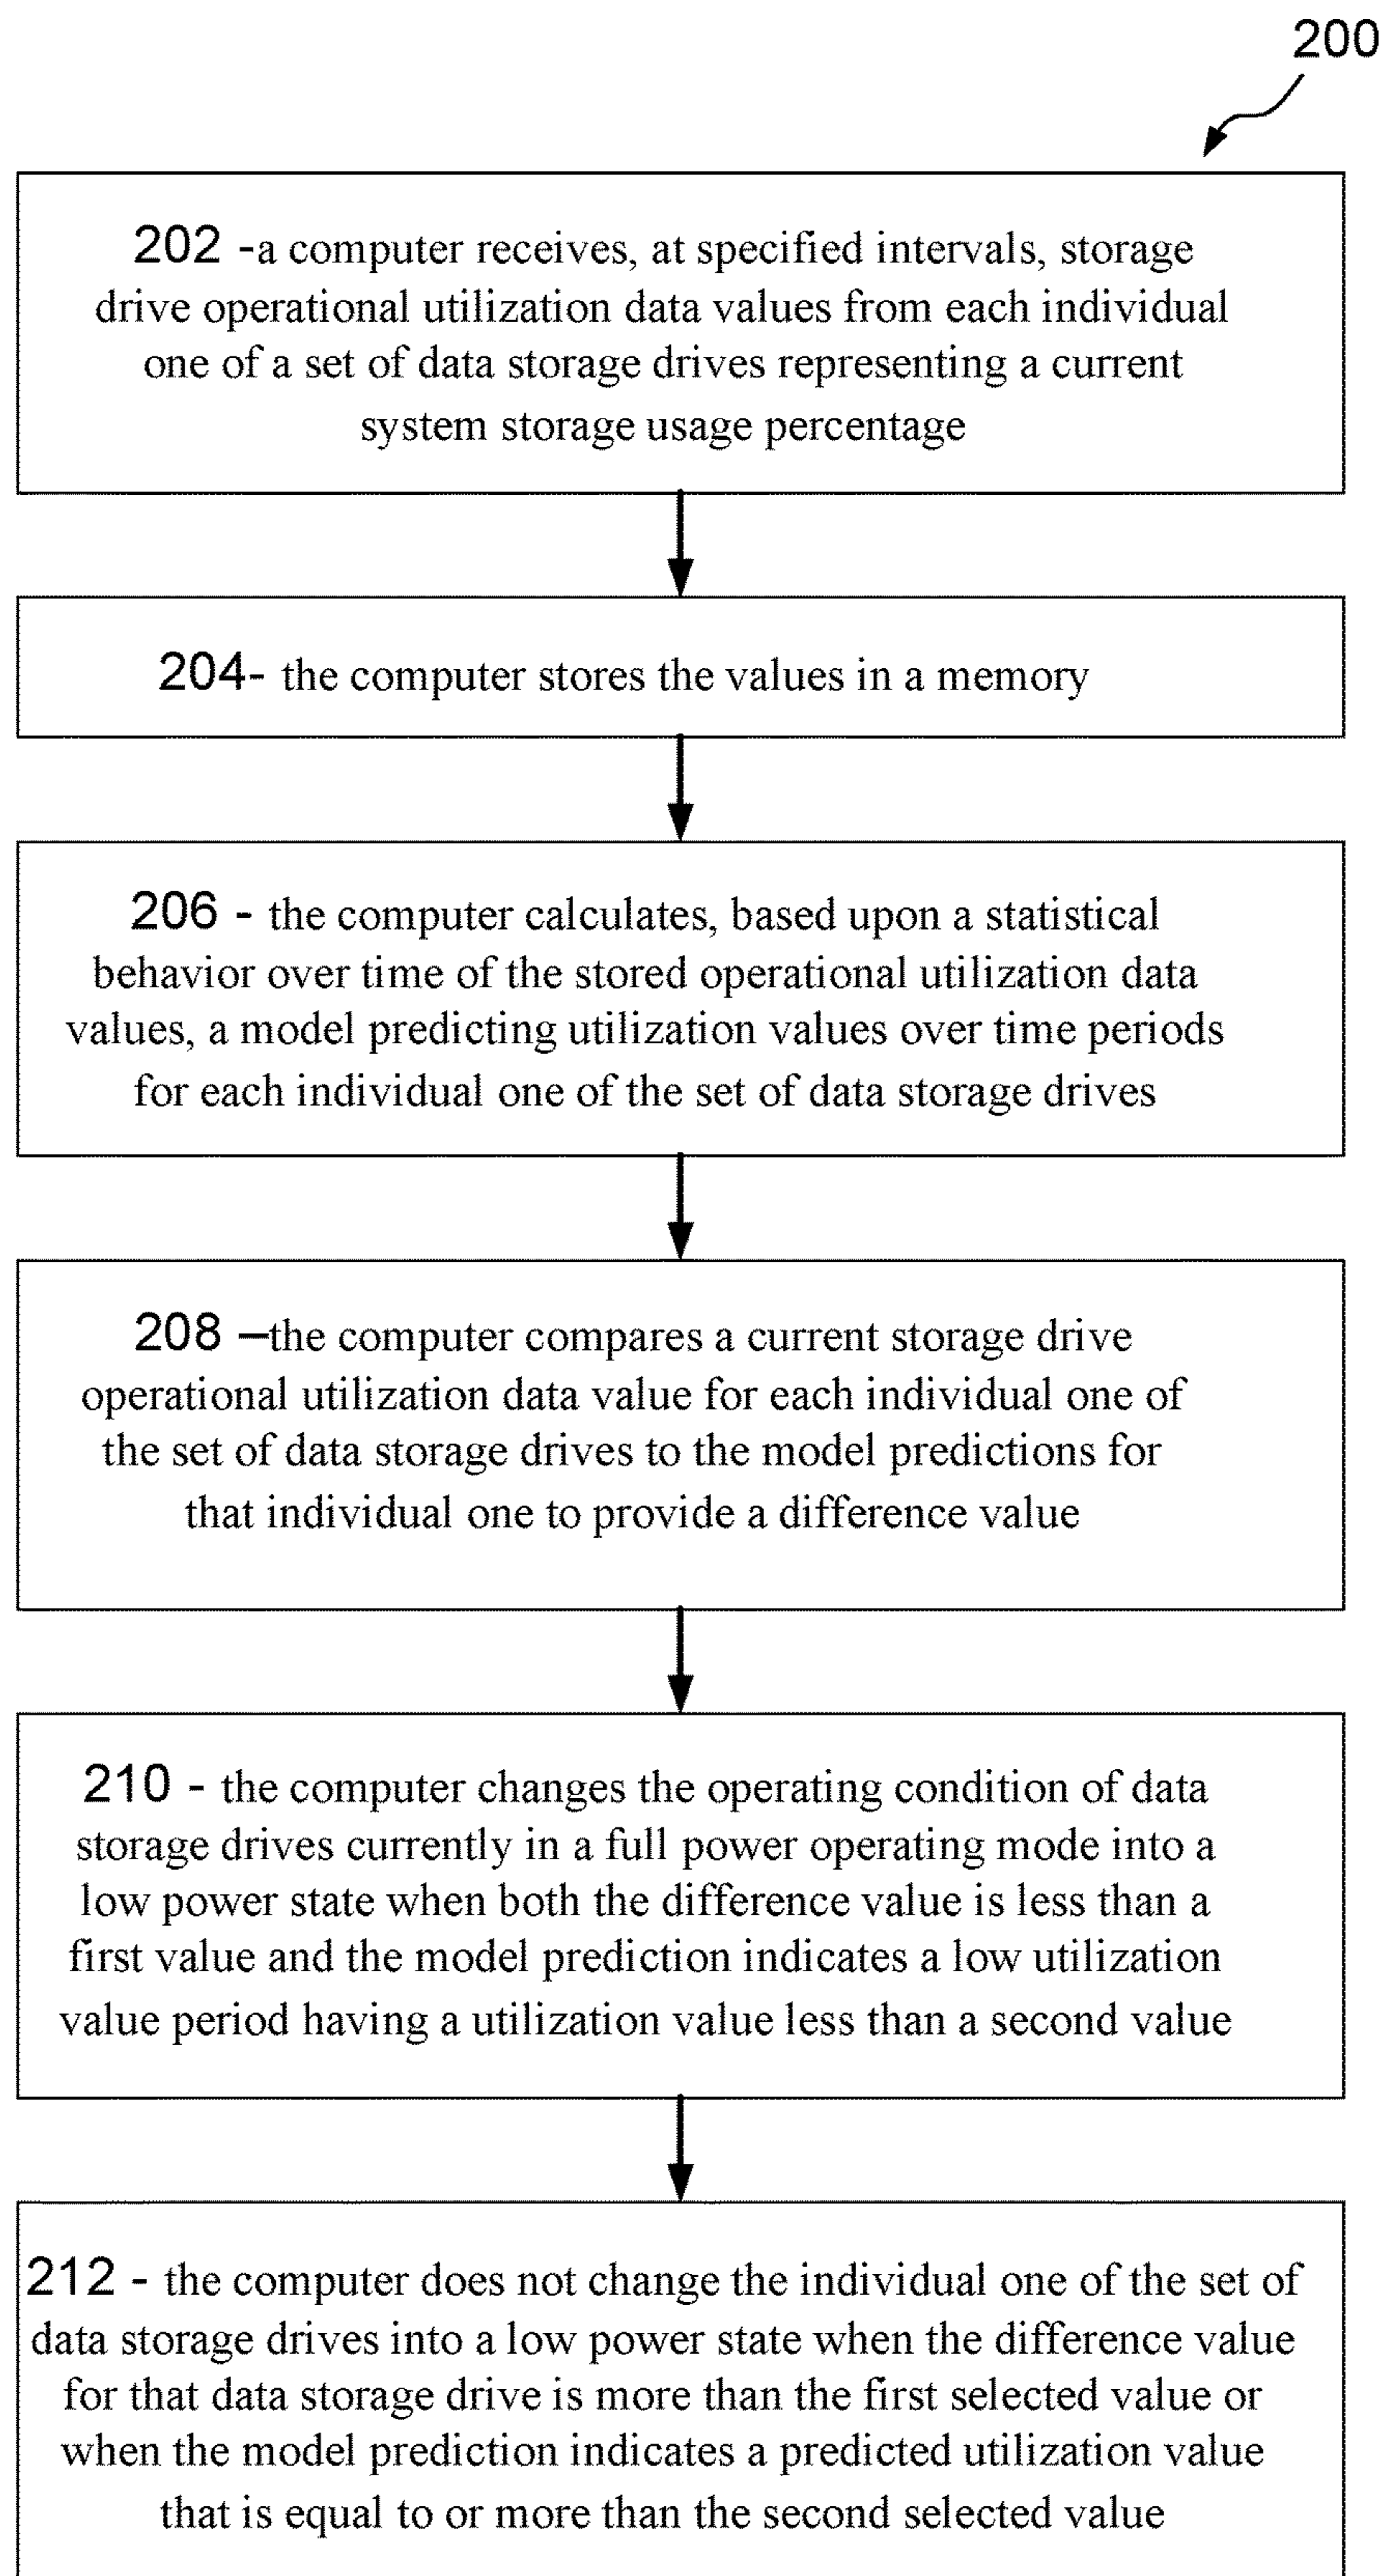 200
202 -a computer receives, at specified intervals, storage
drive operational utilization data values from each individual
one of a set of data storage drives representing a current
system storage usage percentage
204- the computer stores the values in a memory
206 - the computer calculates, based upon a statistical
behavior over time of the stored operational utilization data
values, a model predicting utilization values over time periods
for each individual one of the set of data storage drives
208 –the computer compares a current storage drive
operational utilization data value for each individual one of
the set of data storage drives to the model predictions for
that individual one to provide a difference value
210 - the computer changes the operating condition of data
storage drives currently in a full power operating mode into a
low power state when both the difference value is less than a
first value and the model prediction indicates a low utilization
value period having a utilization value less than a second value
212 - the computer does not change the individual one of the set of
data storage drives into a low power state when the difference value
for that data storage drive is more than the first selected value or
when the model prediction indicates a predicted utilization value
that is equal to or more than the second selected value